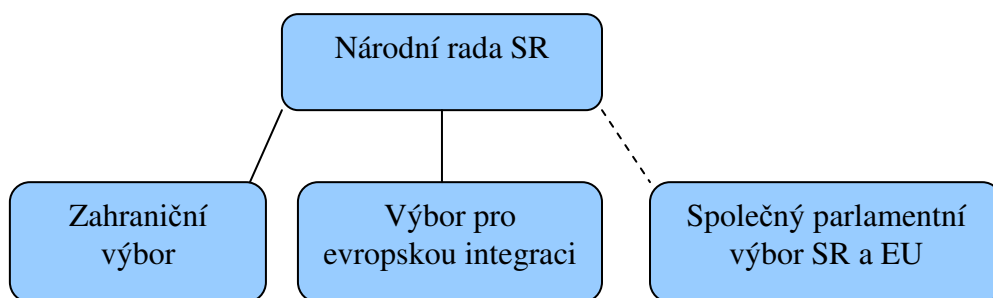 Národní rada SR
Zahraniční
výbor
Výbor pro
evropskou integraci
Společný parlamentní
výbor SR a EU